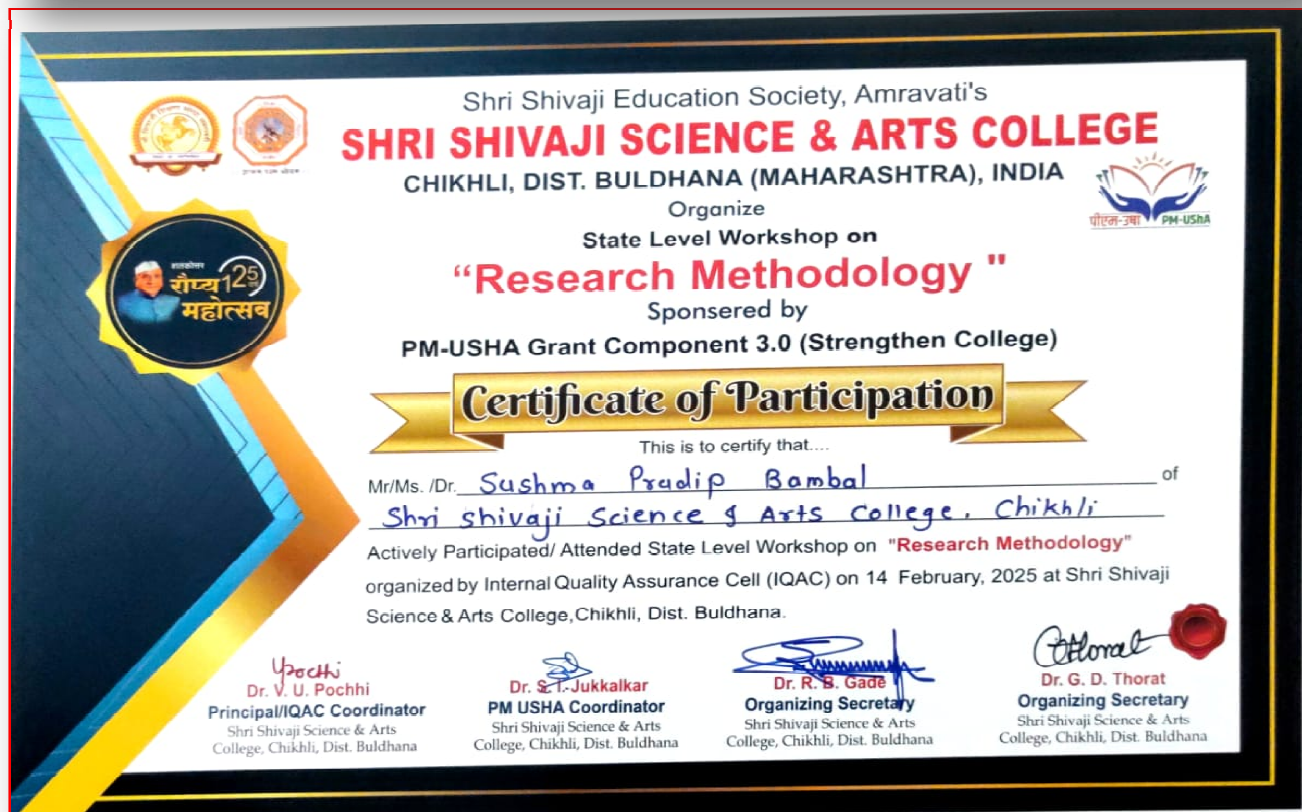 Shri Shivaji Education Society, Amravati's
SHRI SHIVAJI SCIENCE & ARTS COLLEGE
CHIKHLI, DIST. BULDHANA (MAHARASHTRA), INDIA
Organize
State Level Workshop on
“Research Methodology "
Sponsered by
PM-USHA Grant Component 3.0 (Strengthen College)
पीएम-उषा PM-UShA
रौप्य 125
महोत्सव
Certificate of Participation
This is to certify that....
Mr/Ms. /Dr. Sushma Pradip Bambal of
Shri Shivaji Science & Arts College, Chikhli
Actively Participated/ Attended State Level Workshop on "Research Methodology"
organized by Internal Quality Assurance Cell (IQAC) on 14 February, 2025 at Shri Shivaji
Science & Arts College, Chikhli, Dist. Buldhana.
Dr. V. U. Pochhi
Principal/IQAC Coordinator
Shri Shivaji Science & Arts
College, Chikhli, Dist. Buldhana
Dr. S. T. Jukkalkar
PM USHA Coordinator
Shri Shivaji Science & Arts
College, Chikhli, Dist. Buldhana
Dr. R. B. Gade
Organizing Secretary
Shri Shivaji Science & Arts
College, Chikhli, Dist. Buldhana
Dr. G. D. Thorat
Organizing Secretary
Shri Shivaji Science & Arts
College, Chikhli, Dist. Buldhana